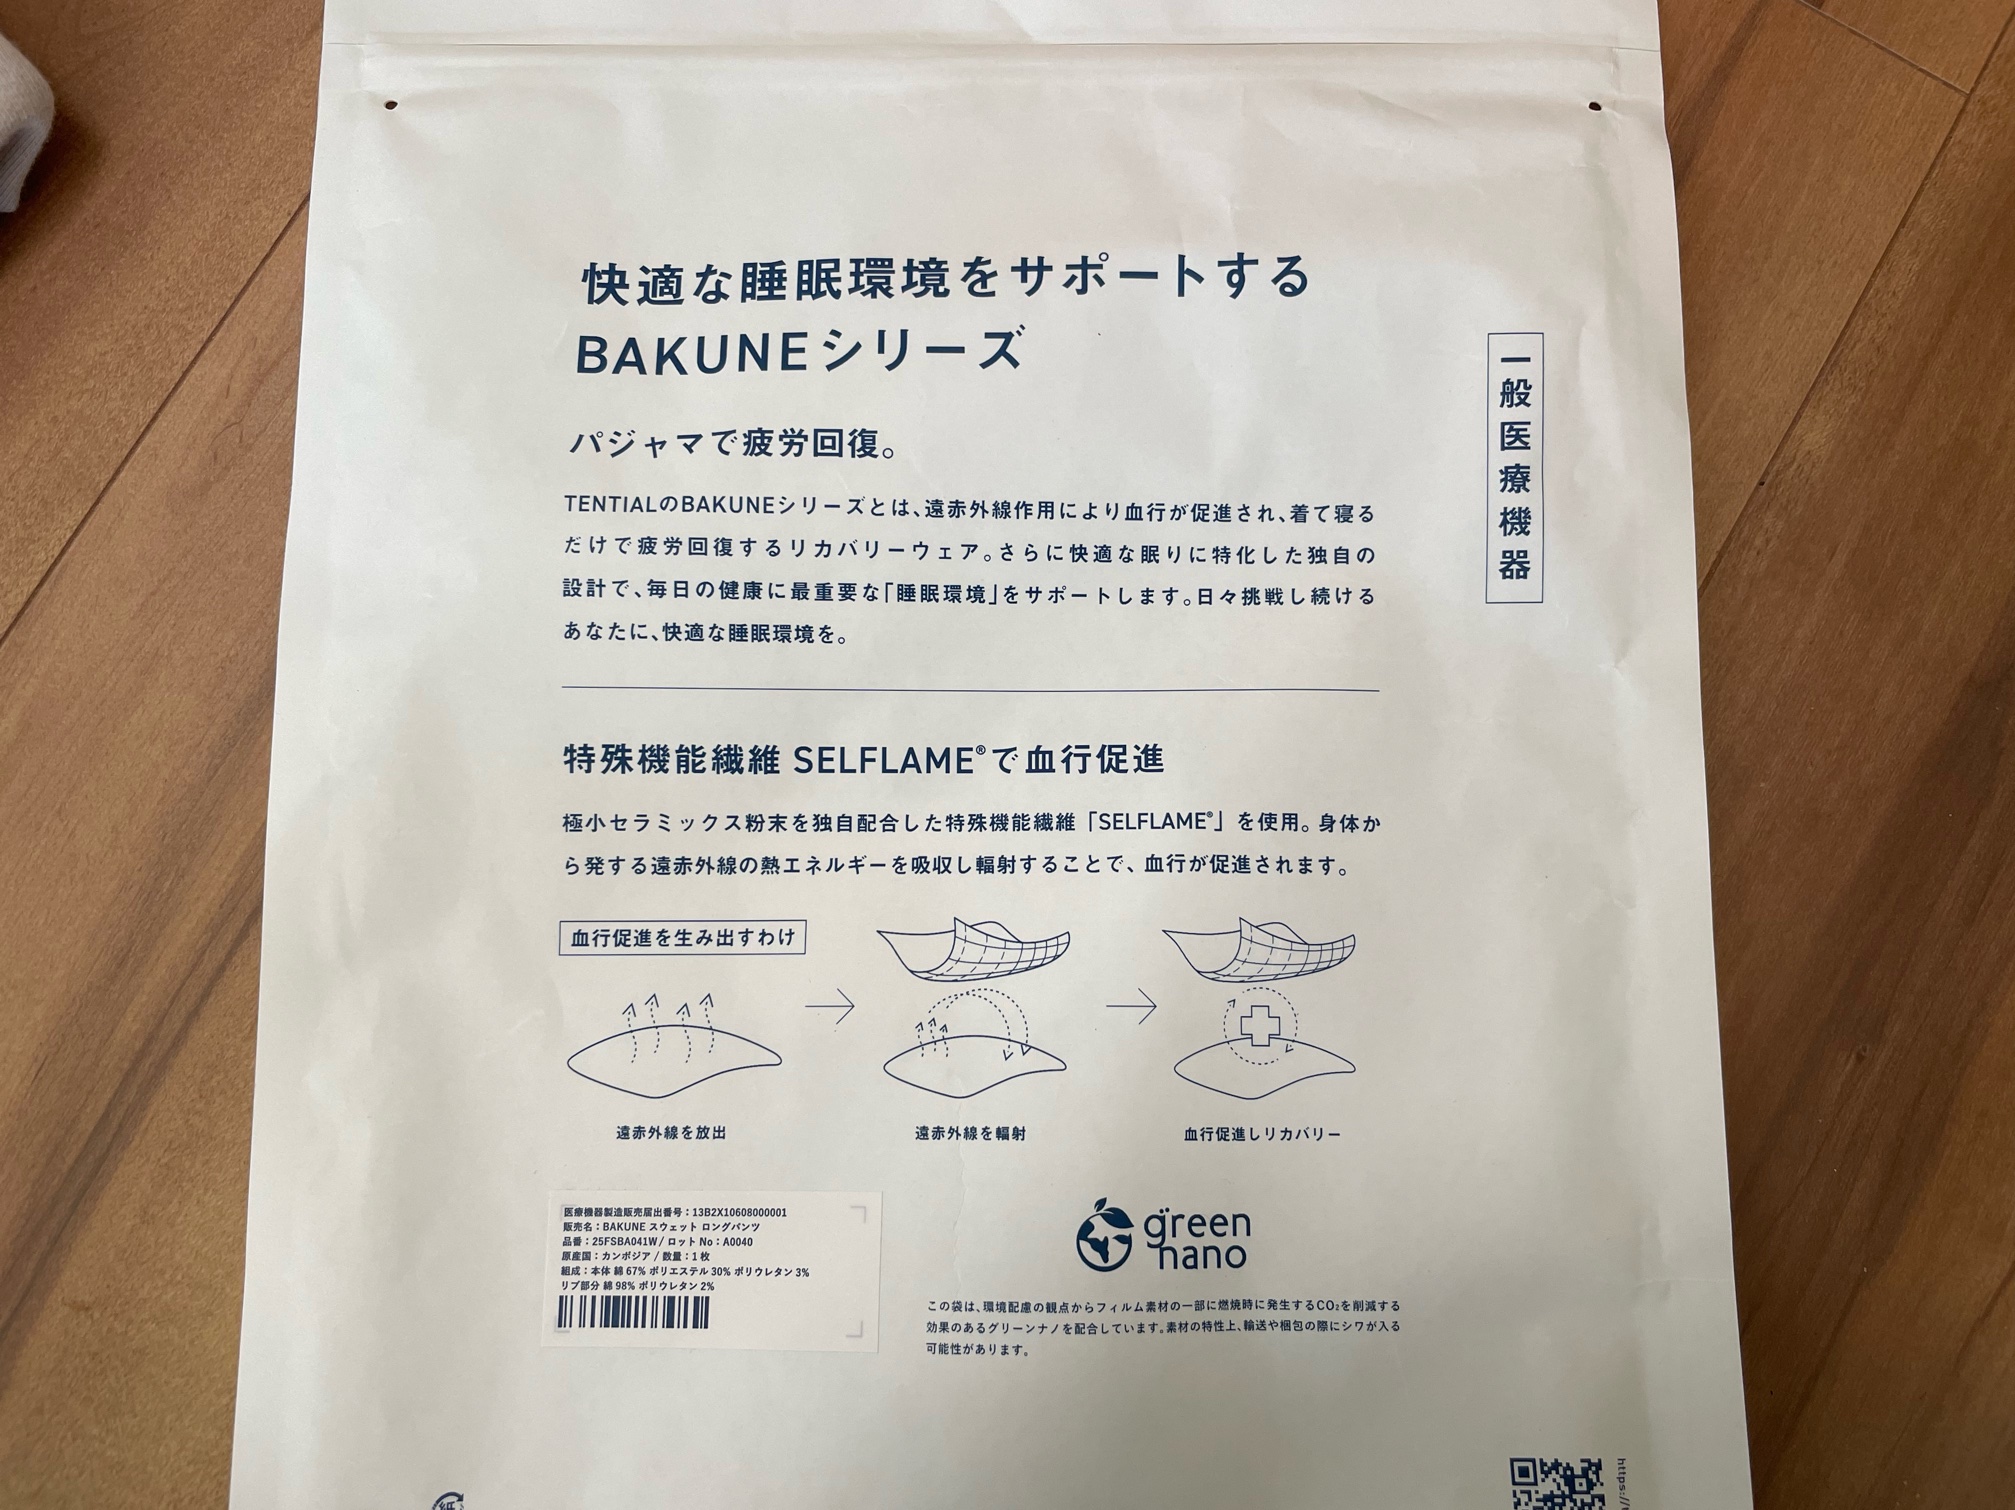 快適な睡眠環境をサポートする
BAKUNEシリーズ
一般医療機器
パジャマで疲労回復。
TENTIALのBAKUNEシリーズとは、遠赤外線作用により血行が促進され、着て寝る
だけで疲労回復するリカバリーウェア。さらに快適な眠りに特化した独自の
設計で、毎日の健康に最重要な「睡眠環境」をサポートします。日々挑戦し続ける
あなたに、快適な睡眠環境を。
特殊機能繊維 SELFLAME®で血行促進
極小セラミックス粉末を独自配合した特殊機能繊維「SELFLAME®」を使用。身体か
ら発する遠赤外線の熱エネルギーを吸収し輻射することで、血行が促進されます。
血行促進を生み出すわけ
遠赤外線を放出
遠赤外線を輻射
血行促進しリカバリー
医療機器製造販売届出番号:13B2X10608000001
販売名:BAKUNE スウェット ロングパンツ
品番:25FSBA041W/ ロット No:A0040
原産国:カンボジア / 数量:1 枚
組成:本体 綿 67% ポリエステル 30% ポリウレタン 3%
リブ部分 綿 98% ポリウレタン 2%
green
nano
この袋は、環境配慮の観点からフィルム素材の一部に燃焼時に発生するCO₂を削減する
効果のあるグリーンナノを配合しています。素材の特性上、輸送や梱包の際にシワが入る
可能性があります。
紙
https://